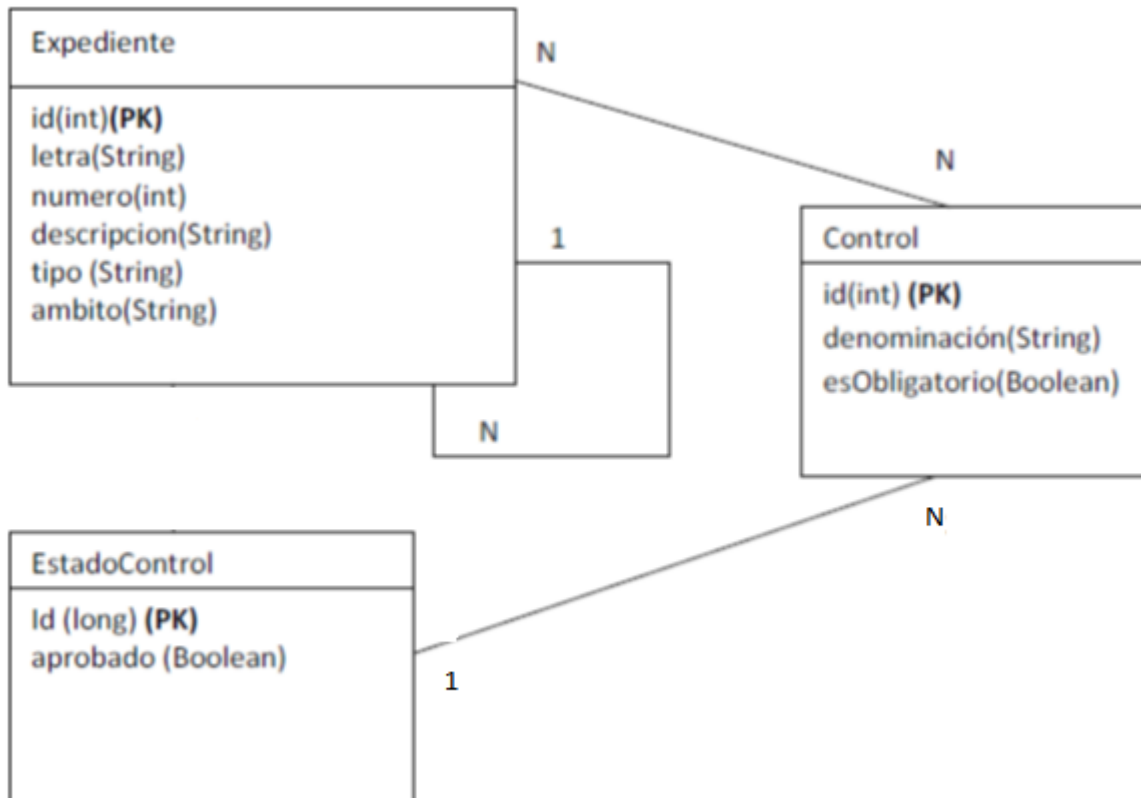 Expediente
id(int)(PK)
letra(String)
numero(int)
descripcion(String)
tipo (String)
ambito(String)
N
N
1
N
Control
id(int) (PK)
denominación(String)
esObligatorio(Boolean)
N
EstadoControl
Id (long) (PK)
aprobado (Boolean)
1